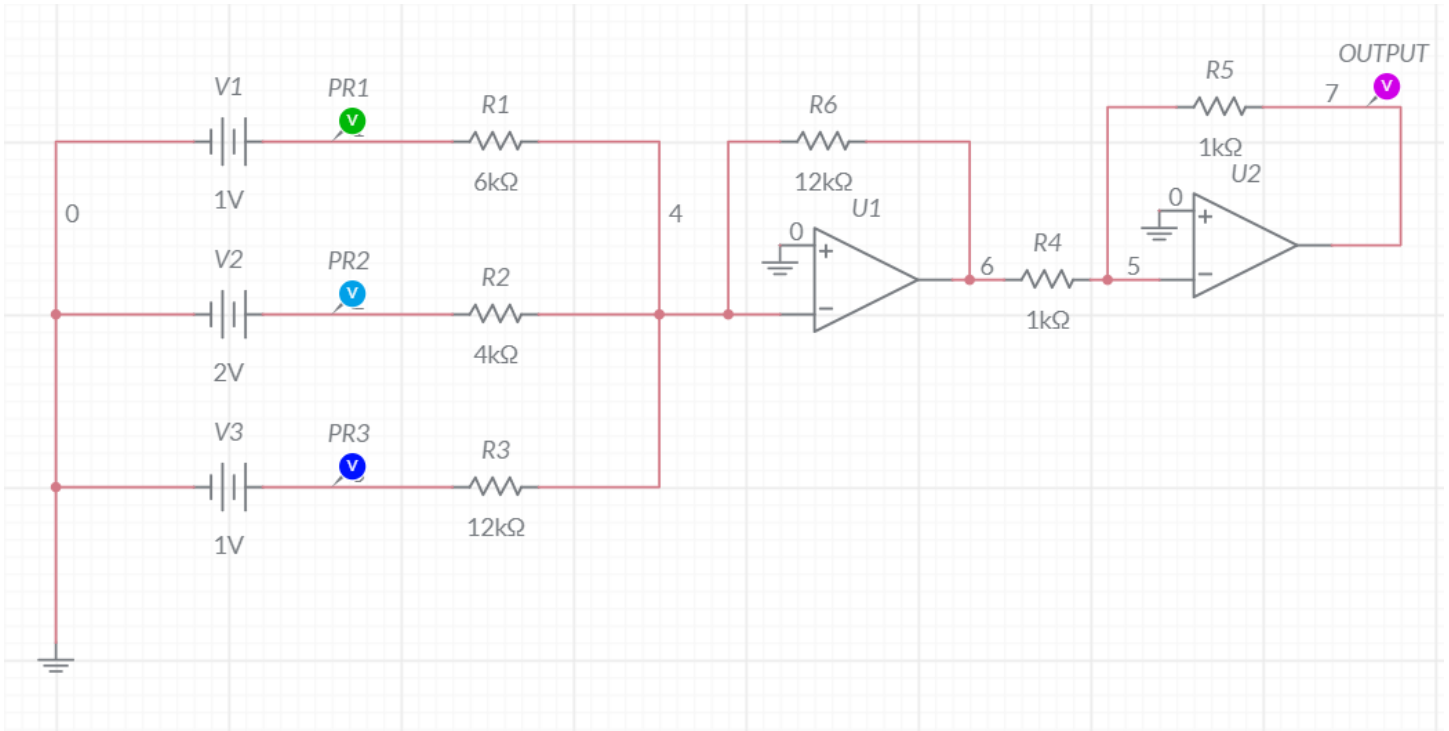 V1
PR1
V
R1
1V
6kΩ
0
4
V2
PR2
V
R2
2V
4kΩ
V3
PR3
V
R3
1V
12kΩ
R6
12kΩ
U1
0
+
−
6
R4
1kΩ
5
R5
1kΩ
7
OUTPUT
V
U2
0
+
−